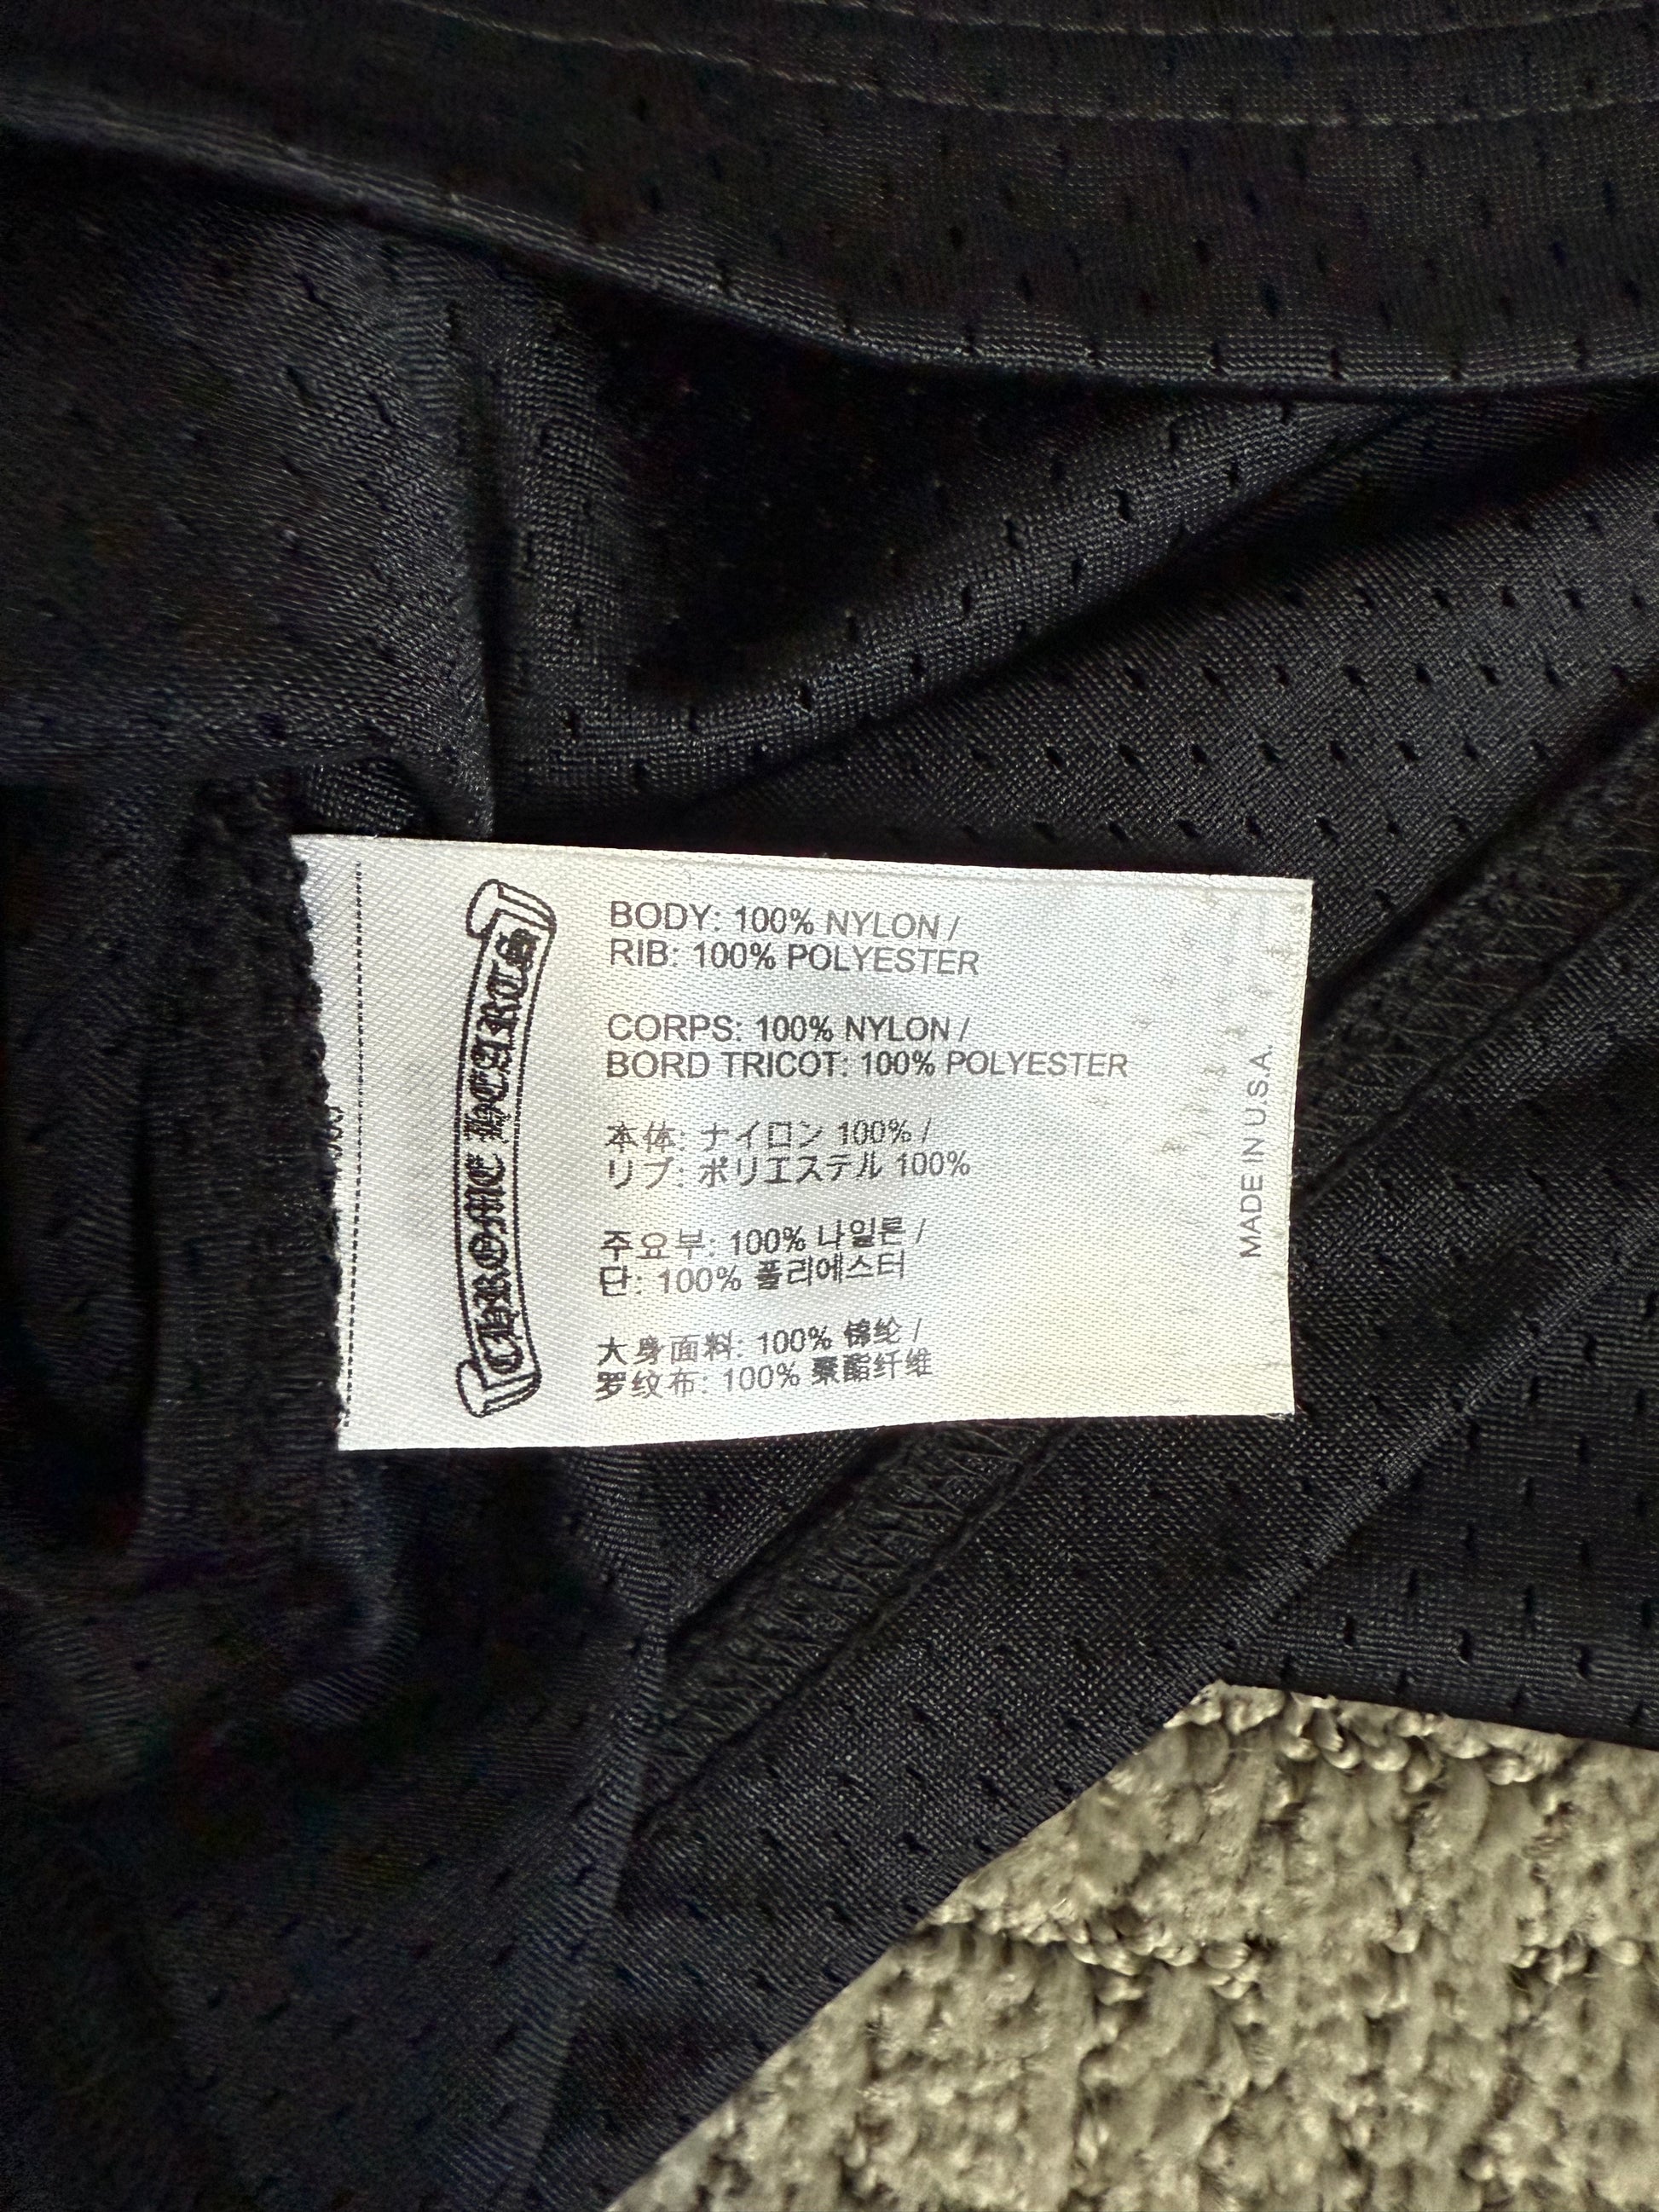 CHROME HEARTS
BODY: 100% NYLON /
RIB: 100% POLYESTER
CORPS: 100% NYLON /
BORD TRICOT: 100% POLYESTER
本体: ナイロン 100% /
リブ: ポリエステル 100%
주요부: 100% 나일론 /
단: 100% 폴리에스터
大身面料: 100% 锦纶 /
罗纹布: 100% 聚酯纤维
MADE IN U.S.A.